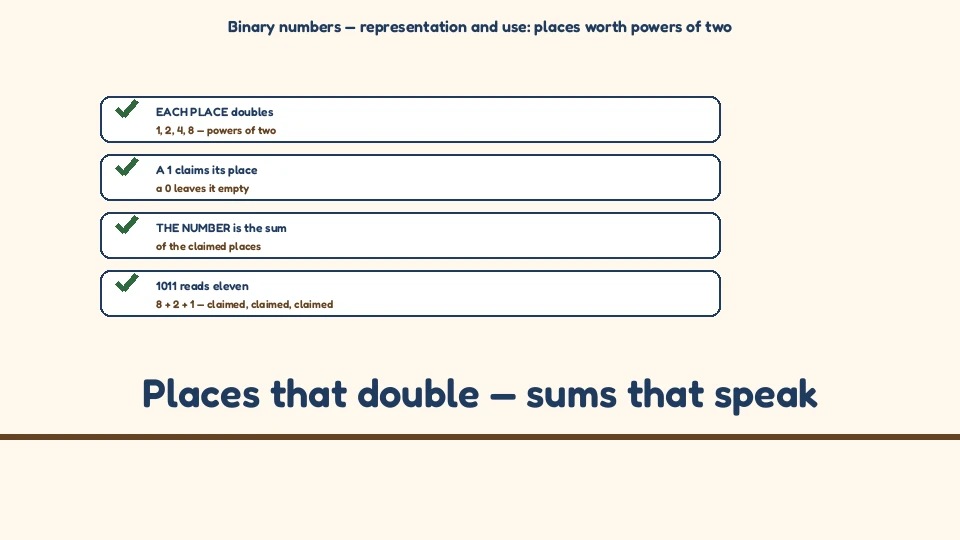 Binary numbers — representation and use: places worth powers of two
EACH PLACE doubles
1, 2, 4, 8 — powers of two
A 1 claims its place
a 0 leaves it empty
THE NUMBER is the sum
of the claimed places
1011 reads eleven
8 + 2 + 1 — claimed, claimed, claimed
Places that double — sums that speak